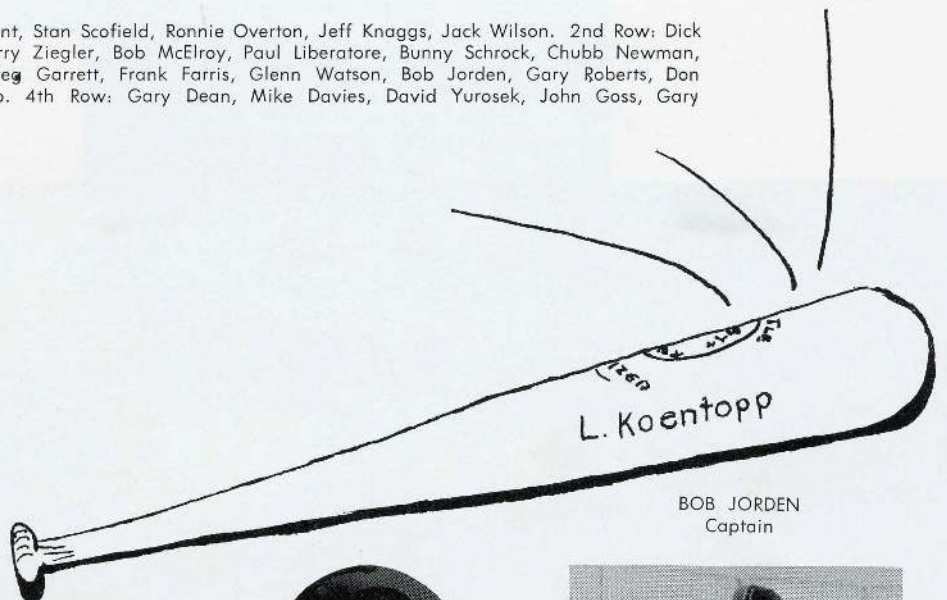 nt, Stan Scofield, Ronnie Overton, Jeff Knaggs, Jack Wilson. 2nd Row: Dick
rry Ziegler, Bob McElroy, Paul Liberatore, Bunny Schrock, Chubb Newman,
reg Garrett, Frank Farris, Glenn Watson, Bob Jorden, Gary Roberts, Don
o. 4th Row: Gary Dean, Mike Davies, David Yurosek, John Goss, Gary
L. Koentopp
BOB JORDEN
Captain